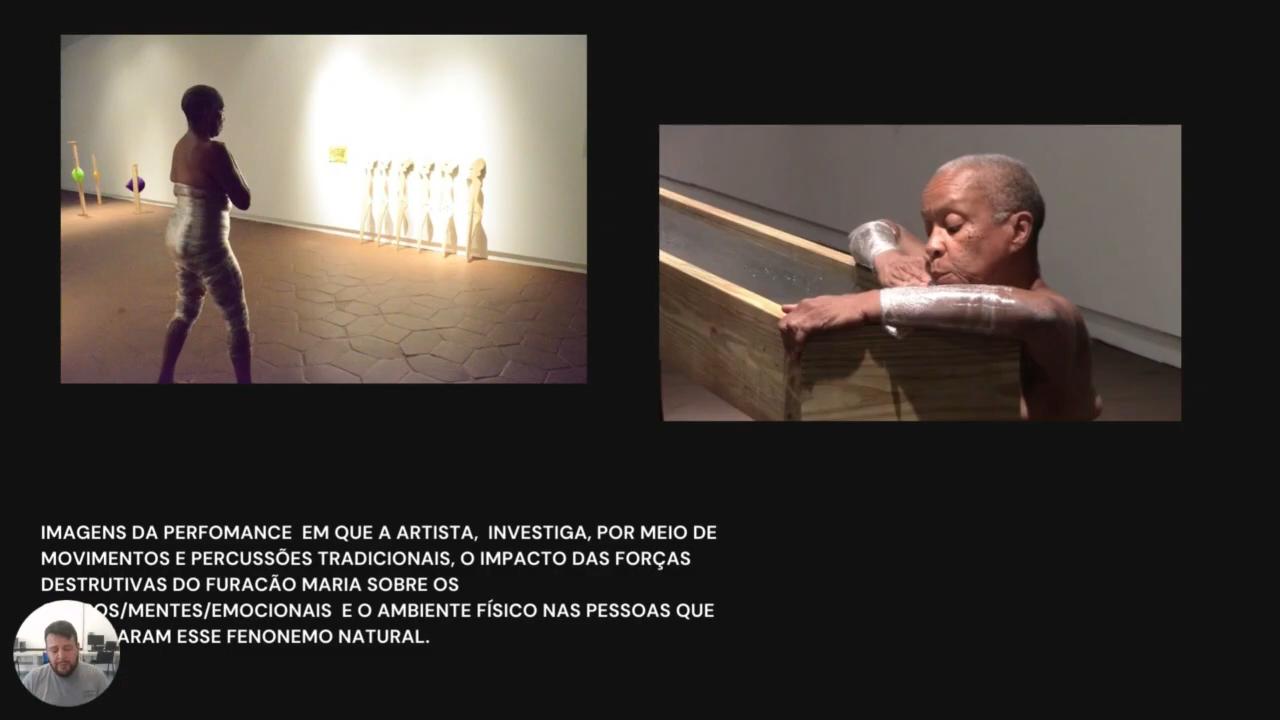 IMAGENS DA PERFOMANCE EM QUE A ARTISTA, INVESTIGA, POR MEIO DE
MOVIMENTOS E PERCUSSÕES TRADICIONAIS, O IMPACTO DAS FORÇAS
DESTRUTIVAS DO FURACÃO MARIA SOBRE OS
OS/MENTES/EMOCIONAIS E O AMBIENTE FÍSICO NAS PESSOAS QUE
ARAM ESSE FENONEMO NATURAL.